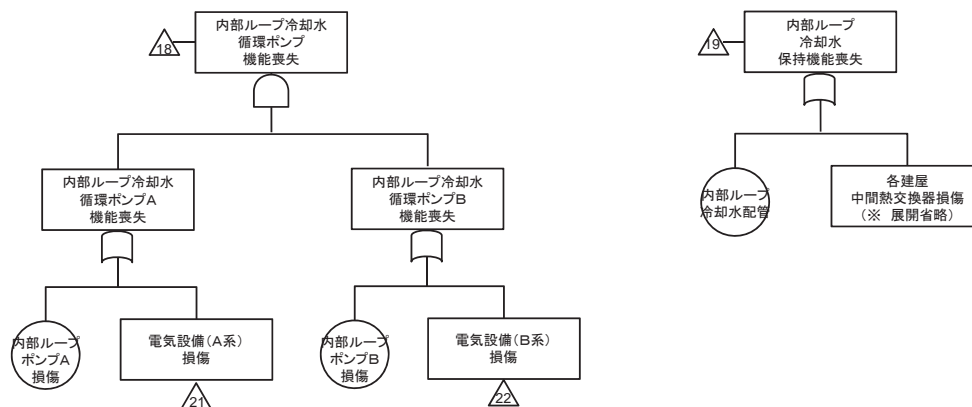 18
内部ループ冷却水
循環ポンプ
機能喪失
19
内部ループ
冷却水
保持機能喪失
内部ループ冷却水
循環ポンプA
機能喪失
内部ループ冷却水
循環ポンプB
機能喪失
内部ループ
冷却水配管
各建屋
中間熱交換器損傷
(※ 展開省略)
内部ループ
ポンプA
損傷
電気設備(A系)
損傷
21
内部ループ
ポンプB
損傷
電気設備(B系)
損傷
22